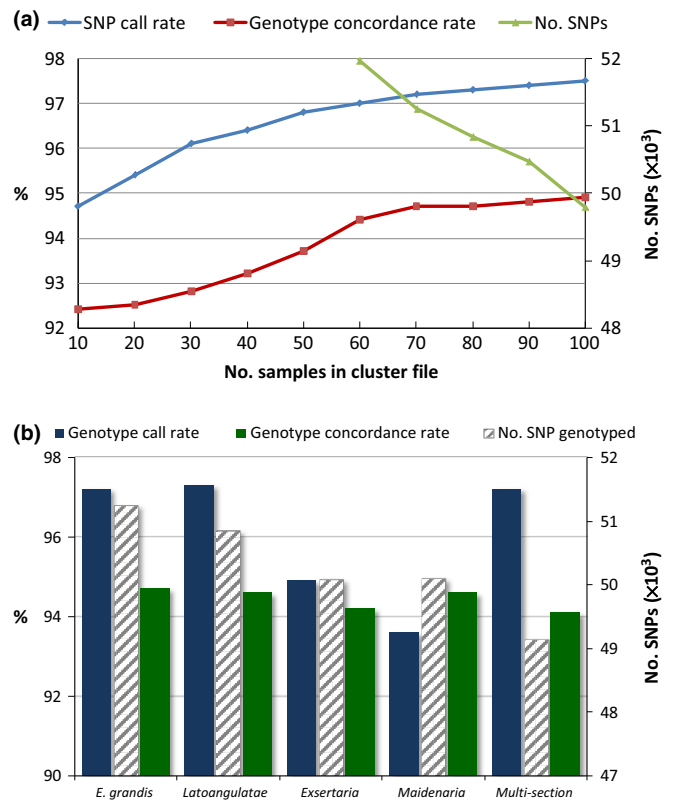 (a)
SNP call rate Genotype concordance rate No. SNPs
98 52
97
51
96
% 95 50 No. SNPs (×10³)
94
49
93
92 48
10 20 30 40 50 60 70 80 90 100
No. samples in cluster file
(b)
Genotype call rate Genotype concordance rate No. SNP genotyped
98 52
51
96
50
% 94 No. SNPs (×10³)
49
92
48
90 47
E. grandis Latoangulatae Exsertaria Maidenaria Multi-section